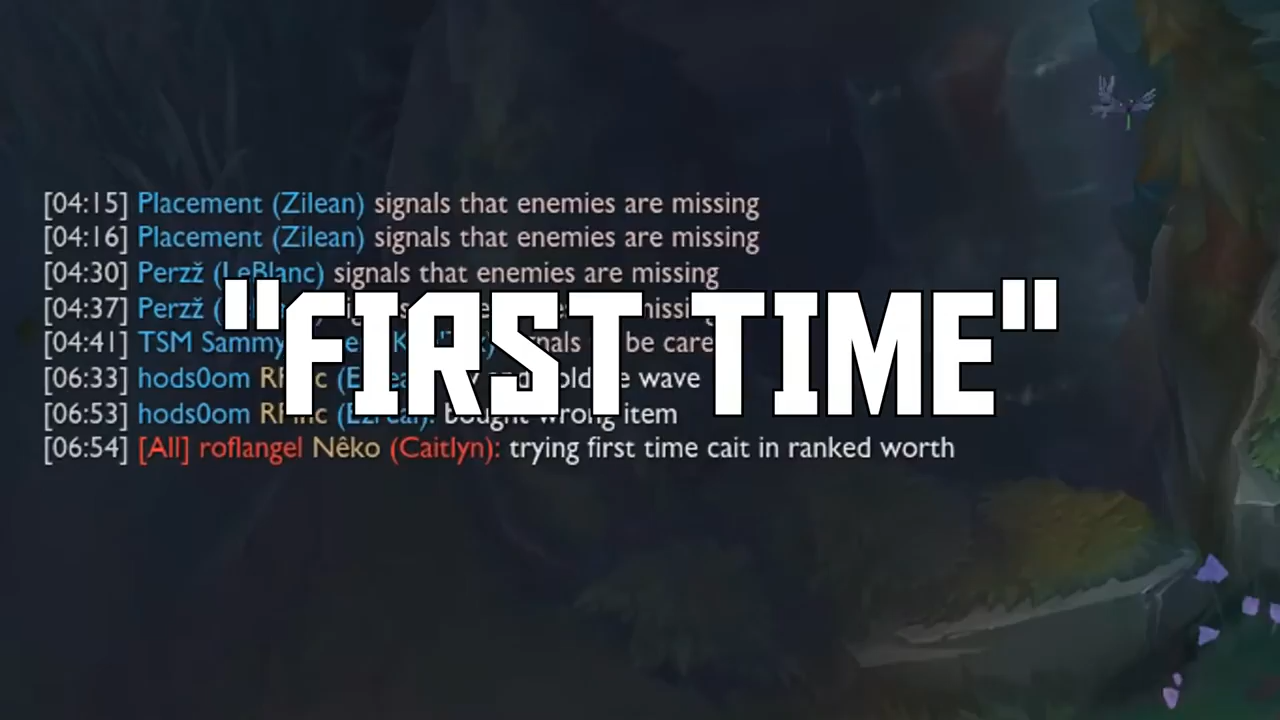 [04:15] Placement (Zilean) signals that enemies are missing
[04:16] Placement (Zilean) signals that enemies are missing
[04:30] Perzž (LeBlanc) signals that enemies are missing
[04:37] Perzž
"FIRST TIME"
[04:41] TSM Sammy be
[06:33] hods0om wave
[06:53] hods0om (Ezreal): bought wrong item
[06:54] [All] roflangel Nêko (Caitlyn): trying first time cait in ranked worth